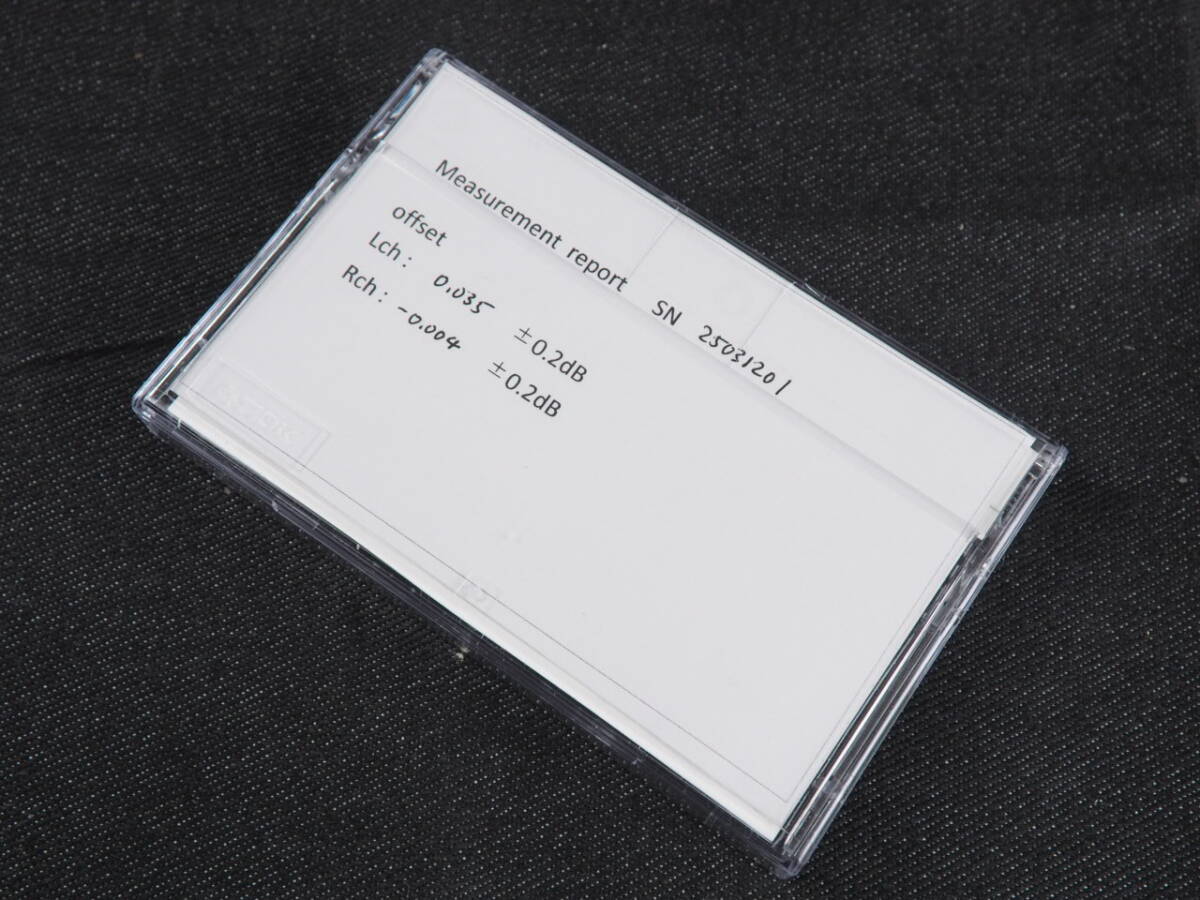 Measurement report SN 25031201
offset
Lch: 0.035 ±0.2dB
Rch: -0.004 ±0.2dB